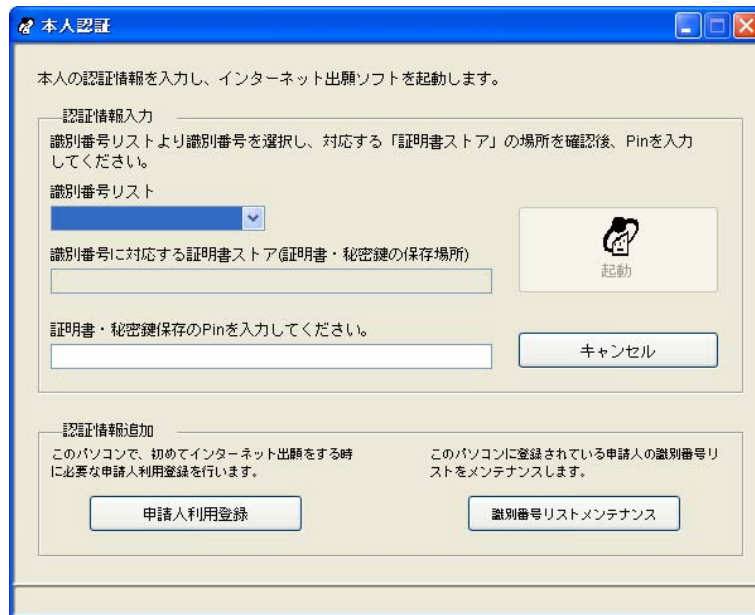 本人認証
本人の認証情報を入力し、インターネット出願ソフトを起動します。
認証情報入力
識別番号リストより識別番号を選択し、対応する「証明書ストア」の場所を確認後、Pinを入力
してください。
識別番号リスト
識別番号に対応する証明書ストア(証明書・秘密鍵の保存場所)
起動
証明書・秘密鍵保存のPinを入力してください。
キャンセル
認証情報追加
このパソコンで、初めてインターネット出願をする時
に必要な申請人利用登録を行います。
申請人利用登録
このパソコンに登録されている申請人の識別番号リ
ストをメンテナンスします。
識別番号リストメンテナンス